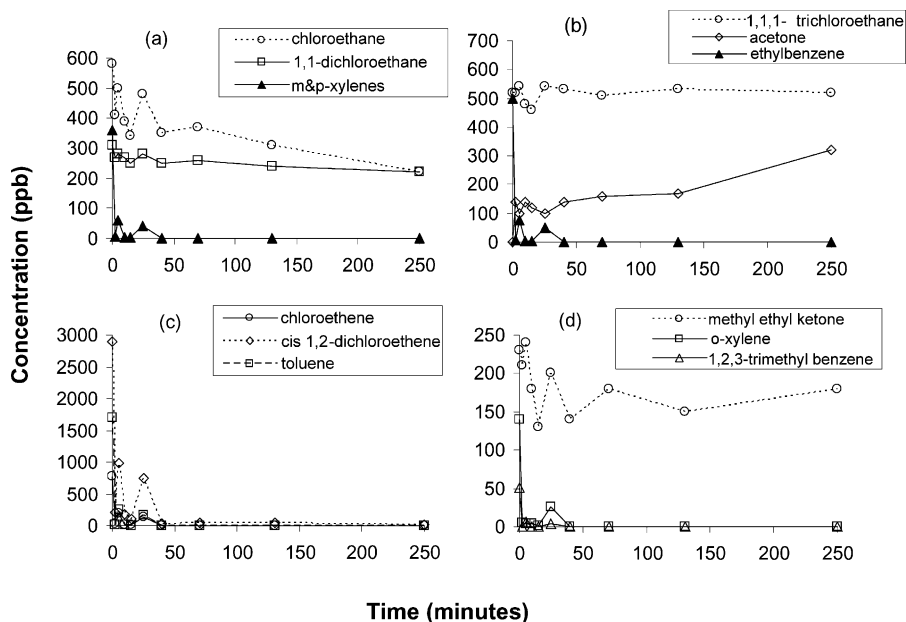 (a)
chloroethane
1,1-dichloroethane
m&p-xylenes
600
500
400
300
200
100
0
0 50 100 150 200 250
(b)
1,1,1- trichloroethane
acetone
ethylbenzene
700
600
500
400
300
200
100
0
0 50 100 150 200 250
Concentration (ppb)
(c)
chloroethene
cis 1,2-dichloroethene
toluene
3000
2500
2000
1500
1000
500
0
0 50 100 150 200 250
(d)
methyl ethyl ketone
o-xylene
1,2,3-trimethyl benzene
250
200
150
100
50
0
0 50 100 150 200 250
Time (minutes)